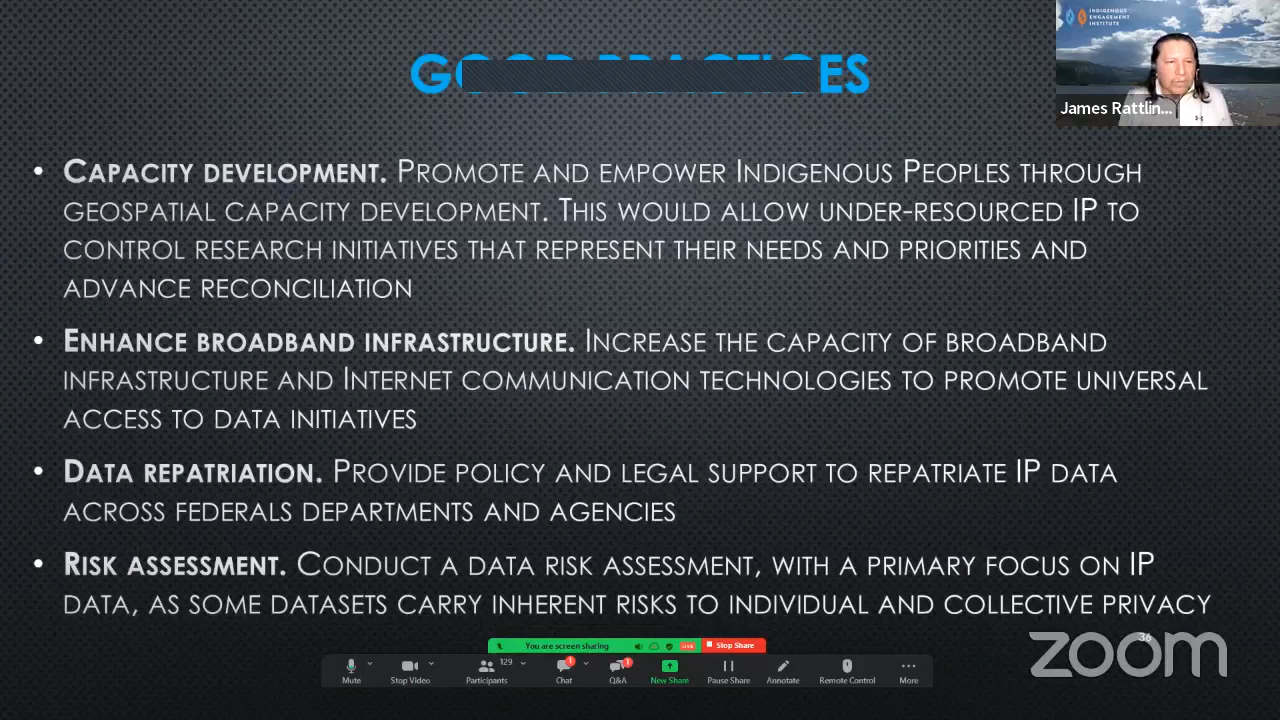 INDIGENOUS
ENGAGEMENT
INSTITUTE
James Rattlin...
• CAPACITY DEVELOPMENT. PROMOTE AND EMPOWER INDIGENOUS PEOPLES THROUGH
GEOSPATIAL CAPACITY DEVELOPMENT. THIS WOULD ALLOW UNDER-RESOURCED IP TO
CONTROL RESEARCH INITIATIVES THAT REPRESENT THEIR NEEDS AND PRIORITIES AND
ADVANCE RECONCILIATION
• ENHANCE BROADBAND INFRASTRUCTURE. INCREASE THE CAPACITY OF BROADBAND
INFRASTRUCTURE AND INTERNET COMMUNICATION TECHNOLOGIES TO PROMOTE UNIVERSAL
ACCESS TO DATA INITIATIVES
• DATA REPATRIATION. PROVIDE POLICY AND LEGAL SUPPORT TO REPATRIATE IP DATA
ACROSS FEDERALS DEPARTMENTS AND AGENCIES
• RISK ASSESSMENT. CONDUCT A DATA RISK ASSESSMENT, WITH A PRIMARY FOCUS ON IP
DATA, AS SOME DATASETS CARRY INHERENT RISKS TO INDIVIDUAL AND COLLECTIVE PRIVACY
36
zoom
You are screen sharing LIVE Stop Share
129 1 1
Mute Stop Video Participants Chat Q&A New Share Pause Share Annotate Remote Control More